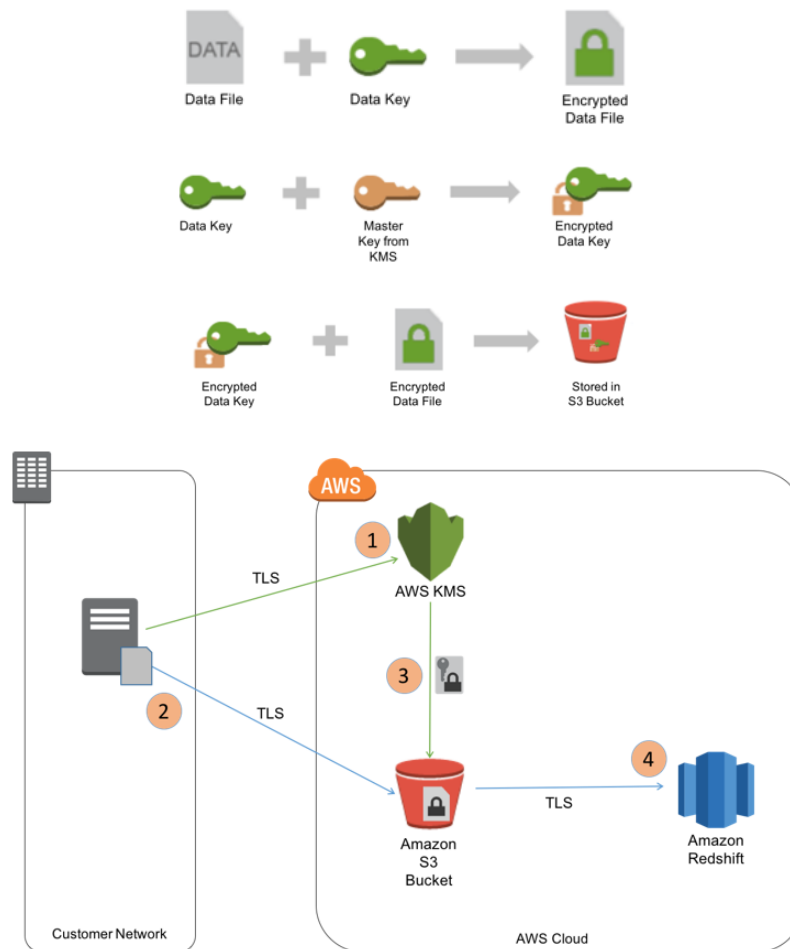 DATA
Data File
Data Key
Encrypted
Data File
Data Key
Master
Key from
KMS
Encrypted
Data Key
Encrypted
Data Key
Encrypted
Data File
Stored in
S3 Bucket
AWS
1
TLS
AWS KMS
3
2
TLS
4
TLS
Amazon
S3
Bucket
Amazon
Redshift
Customer Network
AWS Cloud